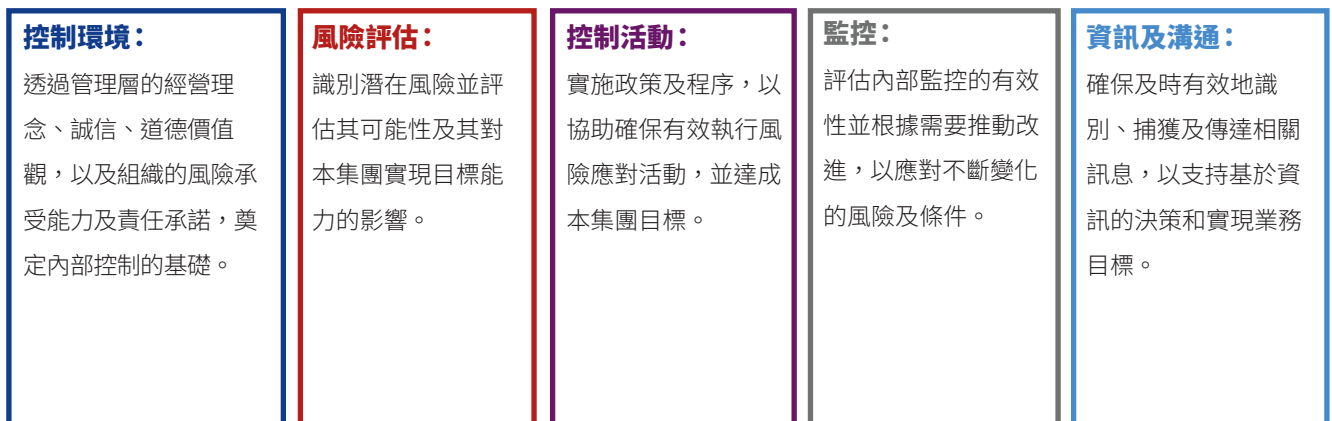 控制環境：
透過管理層的經營理
念、誠信、道德價值
觀，以及組織的風險承
受能力及責任承諾，奠
定內部控制的基礎。
風險評估：
識別潛在風險並評
估其可能性及其對
本集團實現目標能
力的影響。
控制活動：
實施政策及程序，以
協助確保有效執行風
險應對活動，並達成
本集團目標。
監控：
評估內部監控的有效
性並根據需要推動改
進，以應對不斷變化
的風險及條件。
資訊及溝通：
確保及時有效地識
別、捕獲及傳達相關
訊息，以支持基於資
訊的決策和實現業務
目標。